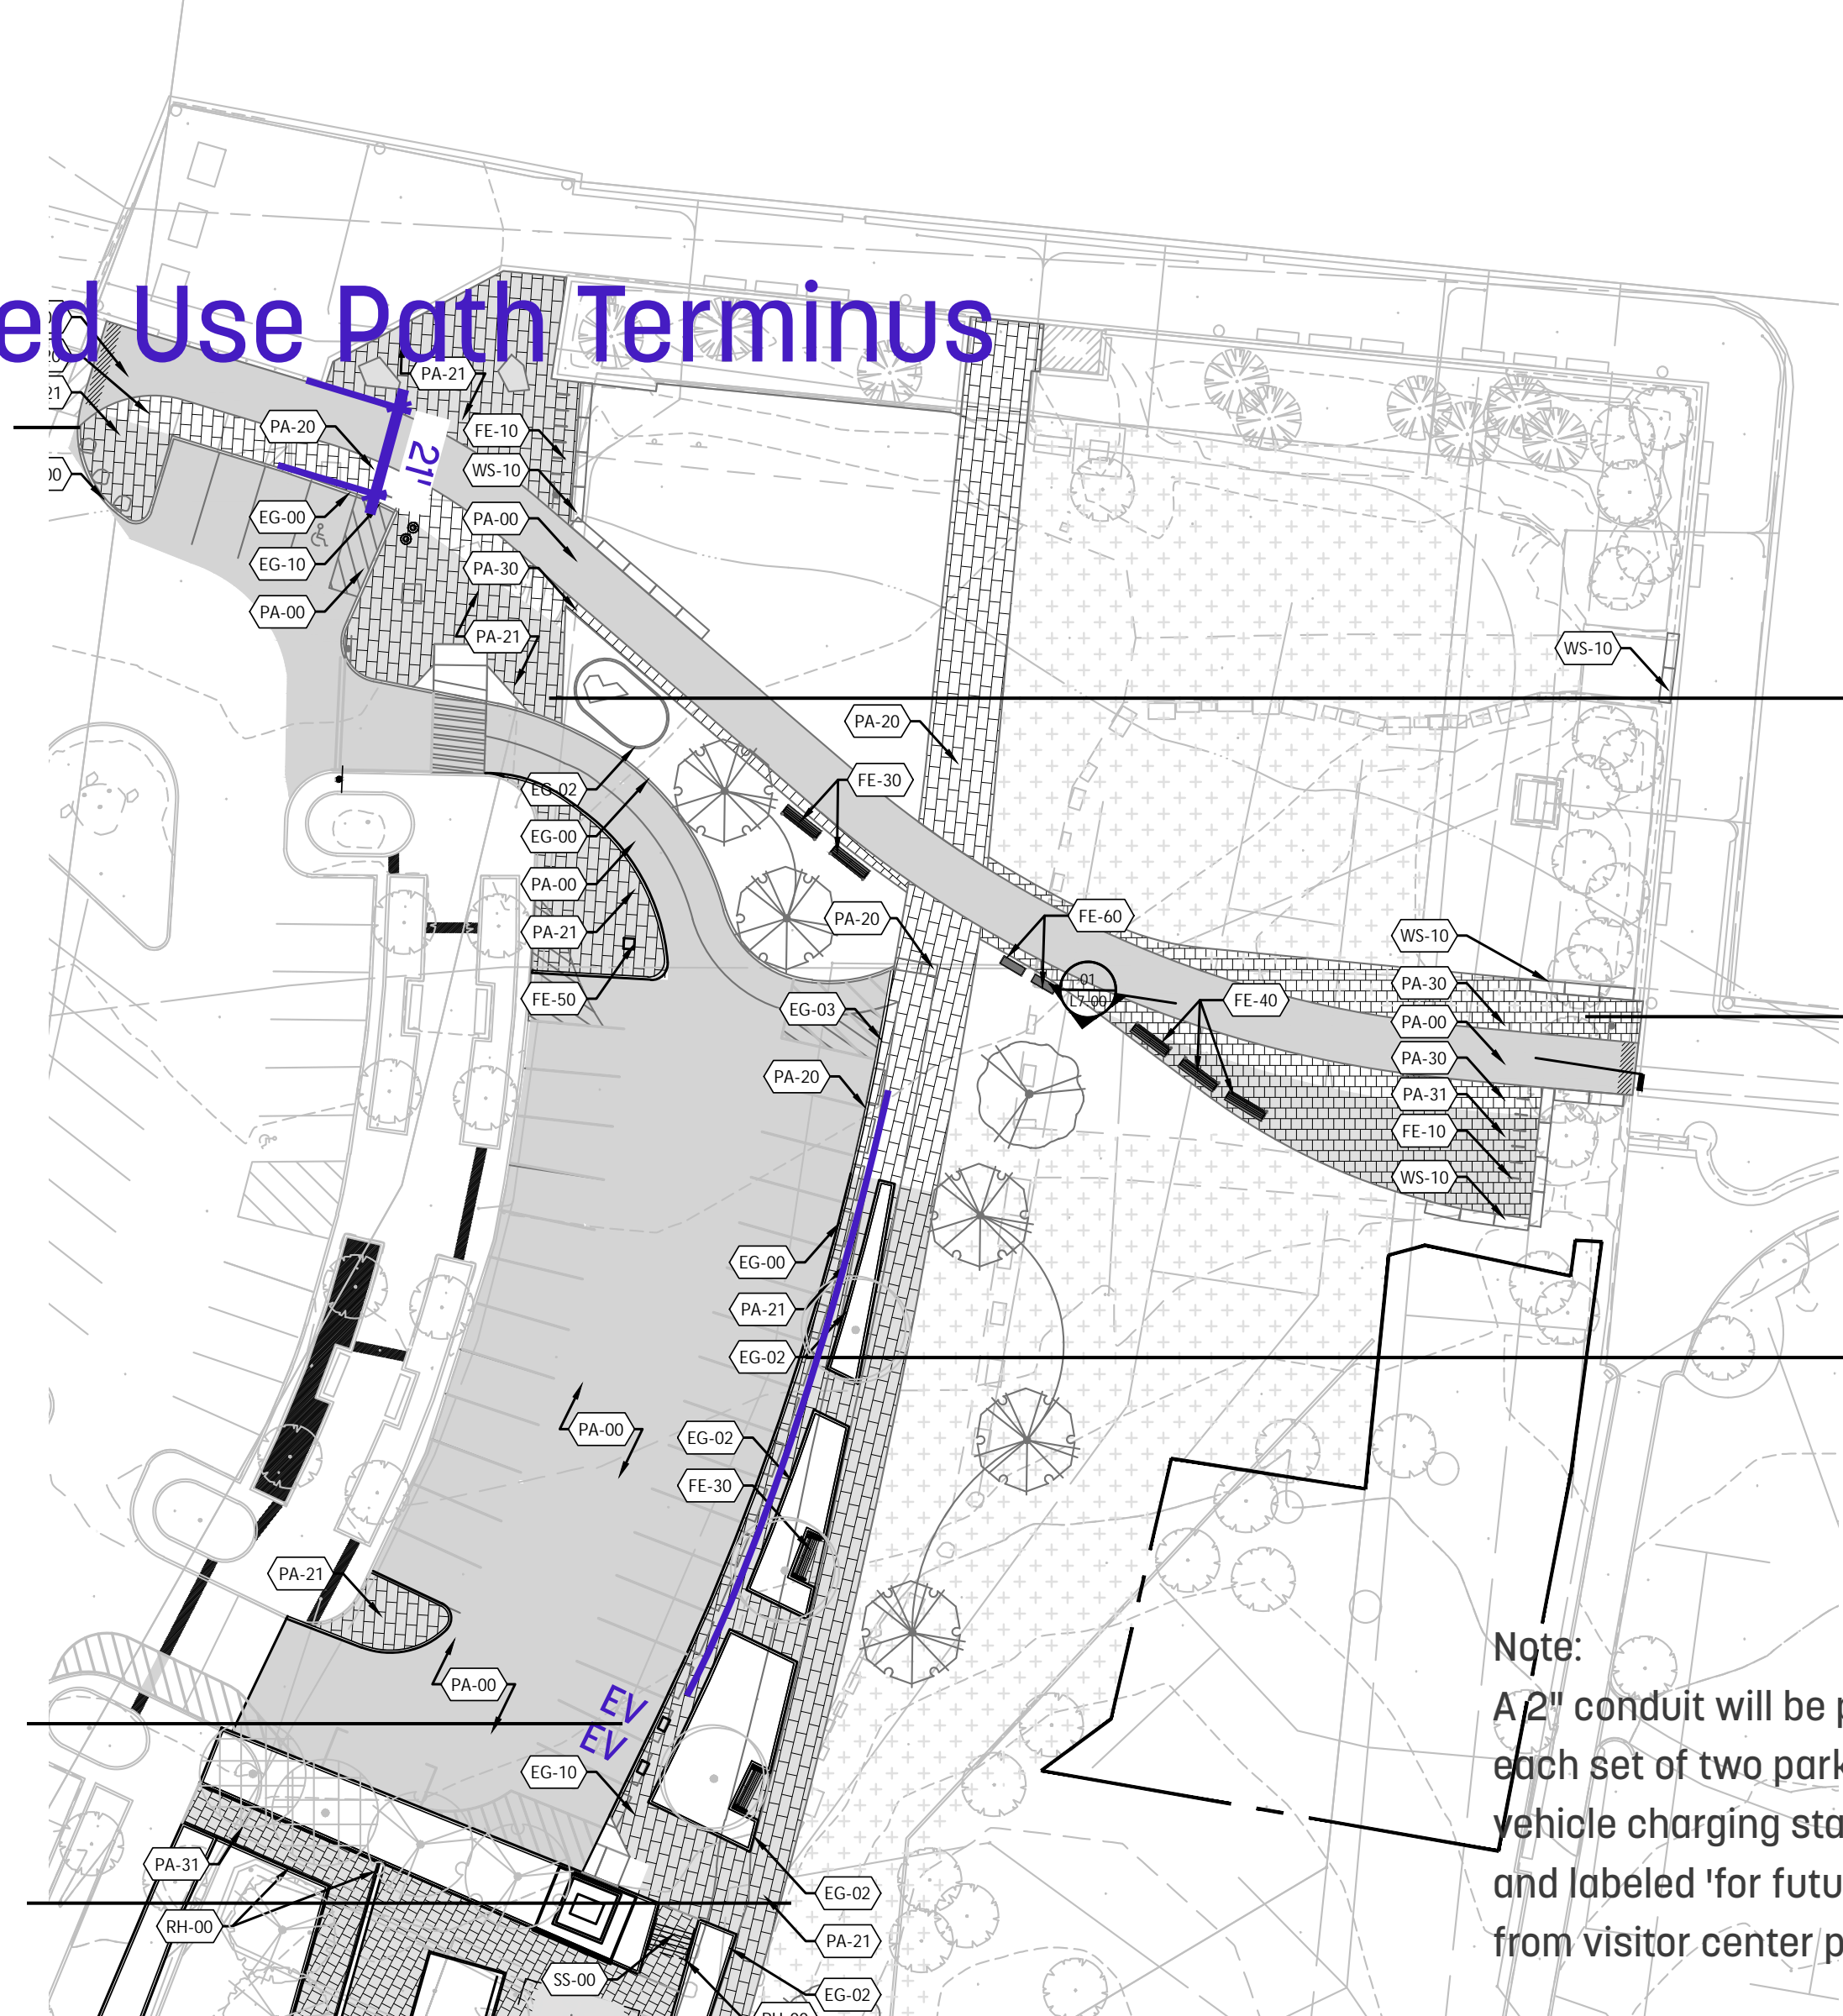 ed Use Path Terminus
PA-21
PA-20
FE-10
21'
WS-10
EG-00
PA-00
EG-10
PA-30
PA-00
PA-21
WS-10
PA-20
FE-30
EG-02
EG-00
PA-00
PA-20
FE-60
PA-21
WS-10
PA-30
01
L7-00
FE-50
FE-40
EG-03
PA-00
PA-30
PA-20
PA-31
FE-10
WS-10
EG-00
PA-21
EG-02
PA-00
EG-02
FE-30
PA-21
PA-00
EV
EV
EG-10
Note:
A 2" conduit will be
each set of two park
vehicle charging sta
and labeled 'for futu
from visitor center p
PA-31
EG-02
RH-00
PA-21
SS-00
EG-02